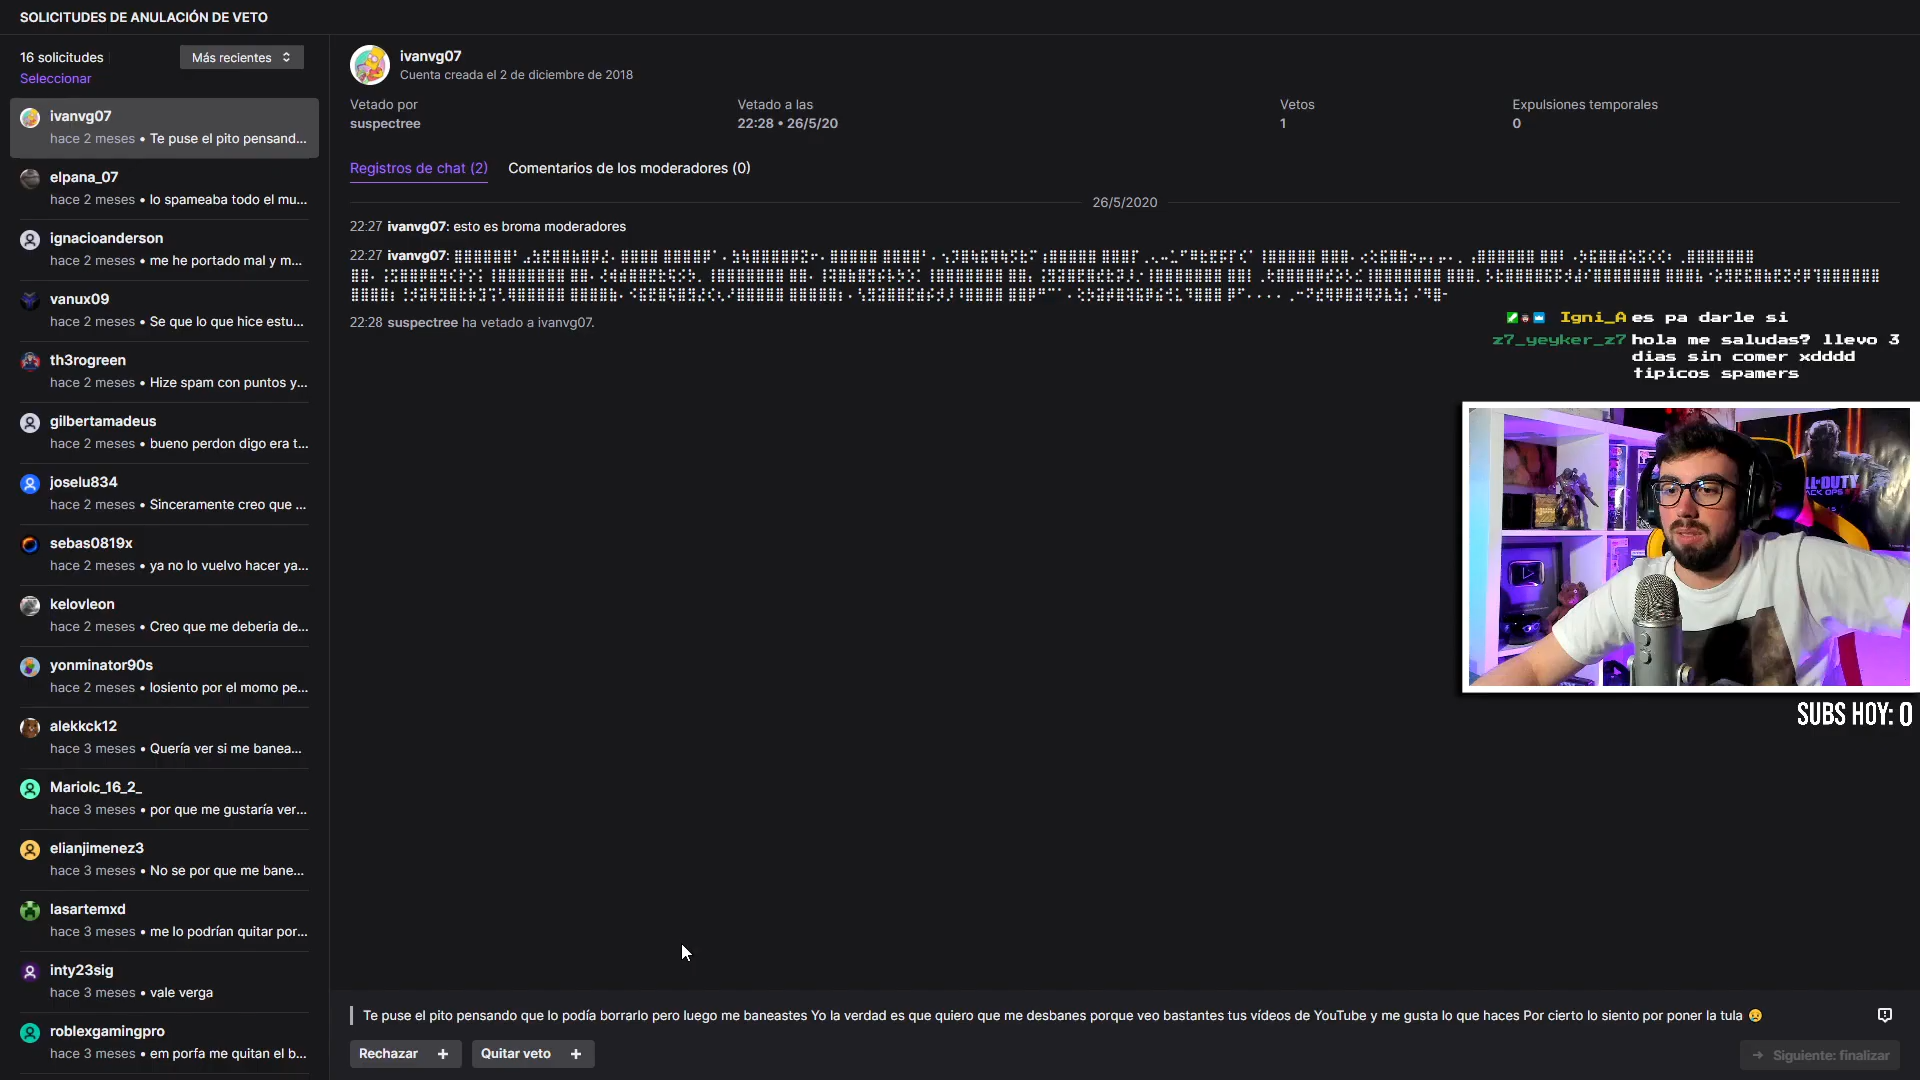 SOLICITUDES DE ANULACIÓN DE VETO
16 solicitudes
Más recientes
Seleccionar
ivanvg07
hace 2 meses • Te puse el pito pensand...
elpana_07
hace 2 meses • lo spameaba todo el mu...
ignacioanderson
hace 2 meses • me he portado mal y m...
vanux09
hace 2 meses • Se que lo que hice estu...
th3rogreen
hace 2 meses • Hize spam con puntos y...
gilbertamadeus
hace 2 meses • bueno perdon digo era t...
joselu834
hace 2 meses • Sinceramente creo que ...
sebas0819x
hace 2 meses • ya no lo vuelvo hacer ya...
kelovleon
hace 2 meses • Creo que me deberia de...
yonminator90s
hace 2 meses • losiento por el momo pe...
alekkck12
hace 3 meses • Quería ver si me banea...
Mariolc_16_2_
hace 3 meses • por que me gustaría ver...
elianjimenez3
hace 3 meses • No se por que me bane...
lasartemxd
hace 3 meses • me lo podrían quitar por...
inty23sig
hace 3 meses • vale verga
roblexgamingpro
hace 3 meses • em porfa me quitan el b...
ivanvg07
Cuenta creada el 2 de diciembre de 2018
Vetado por
suspectree
Vetado a las
22:28 • 26/5/20
Vetos
1
Expulsiones temporales
0
Registros de chat (2)
Comentarios de los moderadores (0)
26/5/2020
22:27 ivanvg07: esto es broma moderadores
22:27 ivanvg07:
22:28 suspectree ha vetado a ivanvg07.
Igni_A es pa darle si
z7_yeyker_z7 hola me saludas? llevo 3
dias sin comer xdddd
tipicos spamers
SUBS HOY: 0
Te puse el pito pensando que lo podía borrarlo pero luego me baneastes Yo la verdad es que quiero que me desbanes porque veo bastantes tus vídeos de YouTube y me gusta lo que haces Por cierto lo siento por poner la tula 😢
Rechazar +
Quitar veto +
→ Siguiente: finalizar